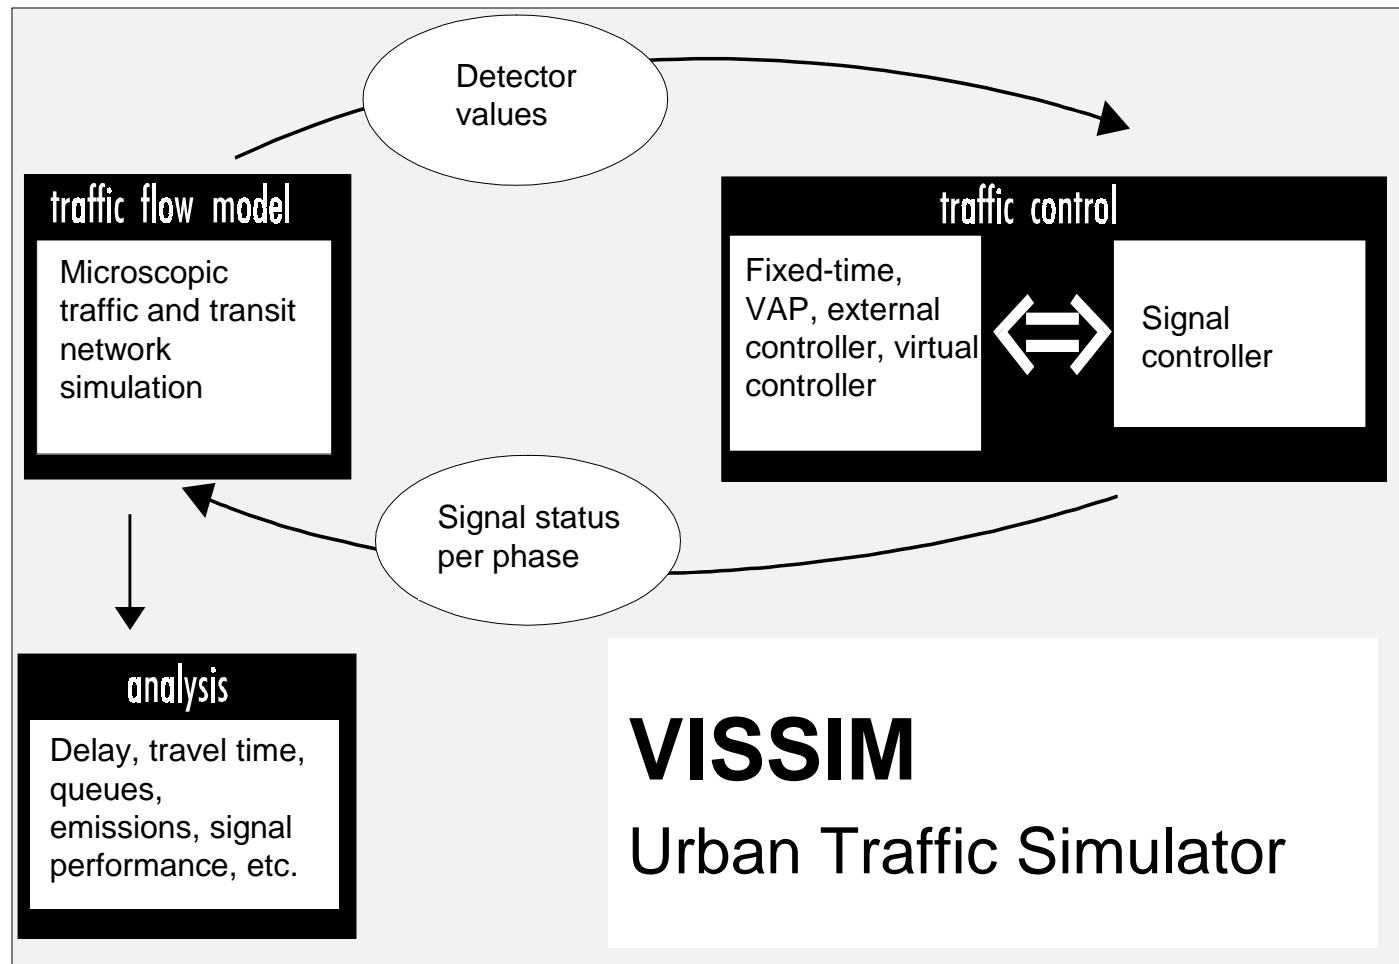 Detector
values
traffic flow model
Microscopic
traffic and transit
network
simulation
traffic control
Fixed-time,
VAP, external
controller, virtual
controller
Signal
controller
Signal status
per phase
analysis
Delay, travel time,
queues,
emissions, signal
performance, etc.
VISSIM
Urban Traffic Simulator